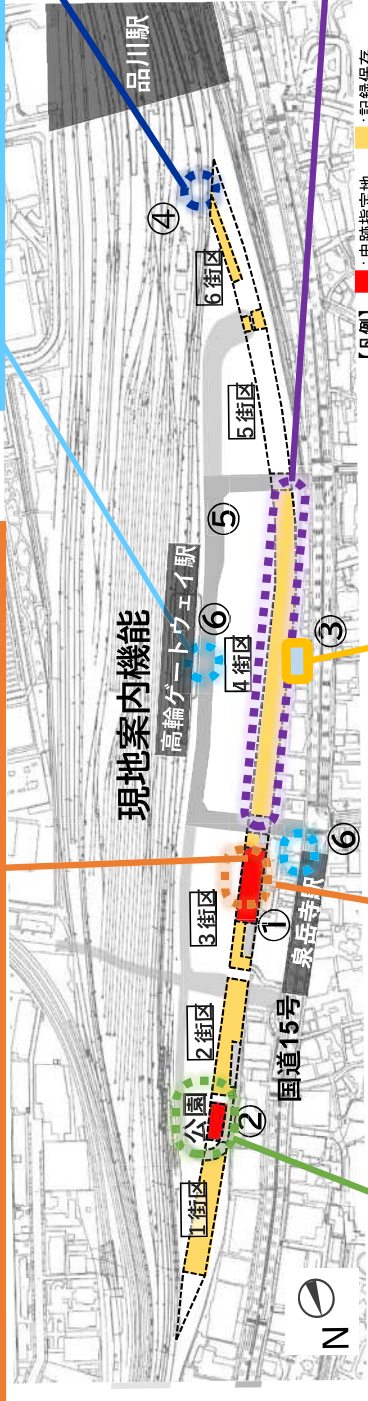 品川駅
④
6街区
5街区
⑤
高輪ゲートウェイ駅
⑥
現地案内機能
4街区
③
3街区
①
泉岳寺駅
⑥
2街区
国道15号
公園
②
1街区
N
【凡例】
:史跡指定地
:記録保存